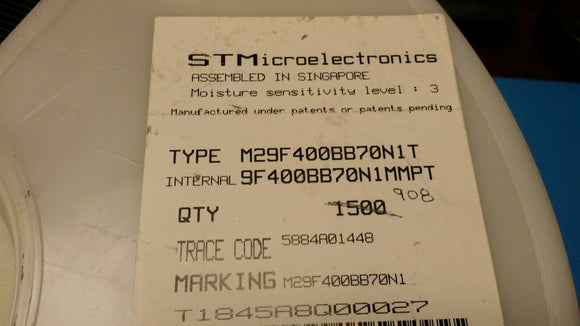 STMicroelectronics
ASSEMBLED IN SINGAPORE
Moisture sensitivity level : 3
Manufactured under patents or patents pending
TYPE M29F400BB70N1T
INTERNAL 9F400BB70N1MMPT
QTY 1500 908
TRACE CODE 5884A01448
MARKING M29F400BB70N1
T1845A8Q00027